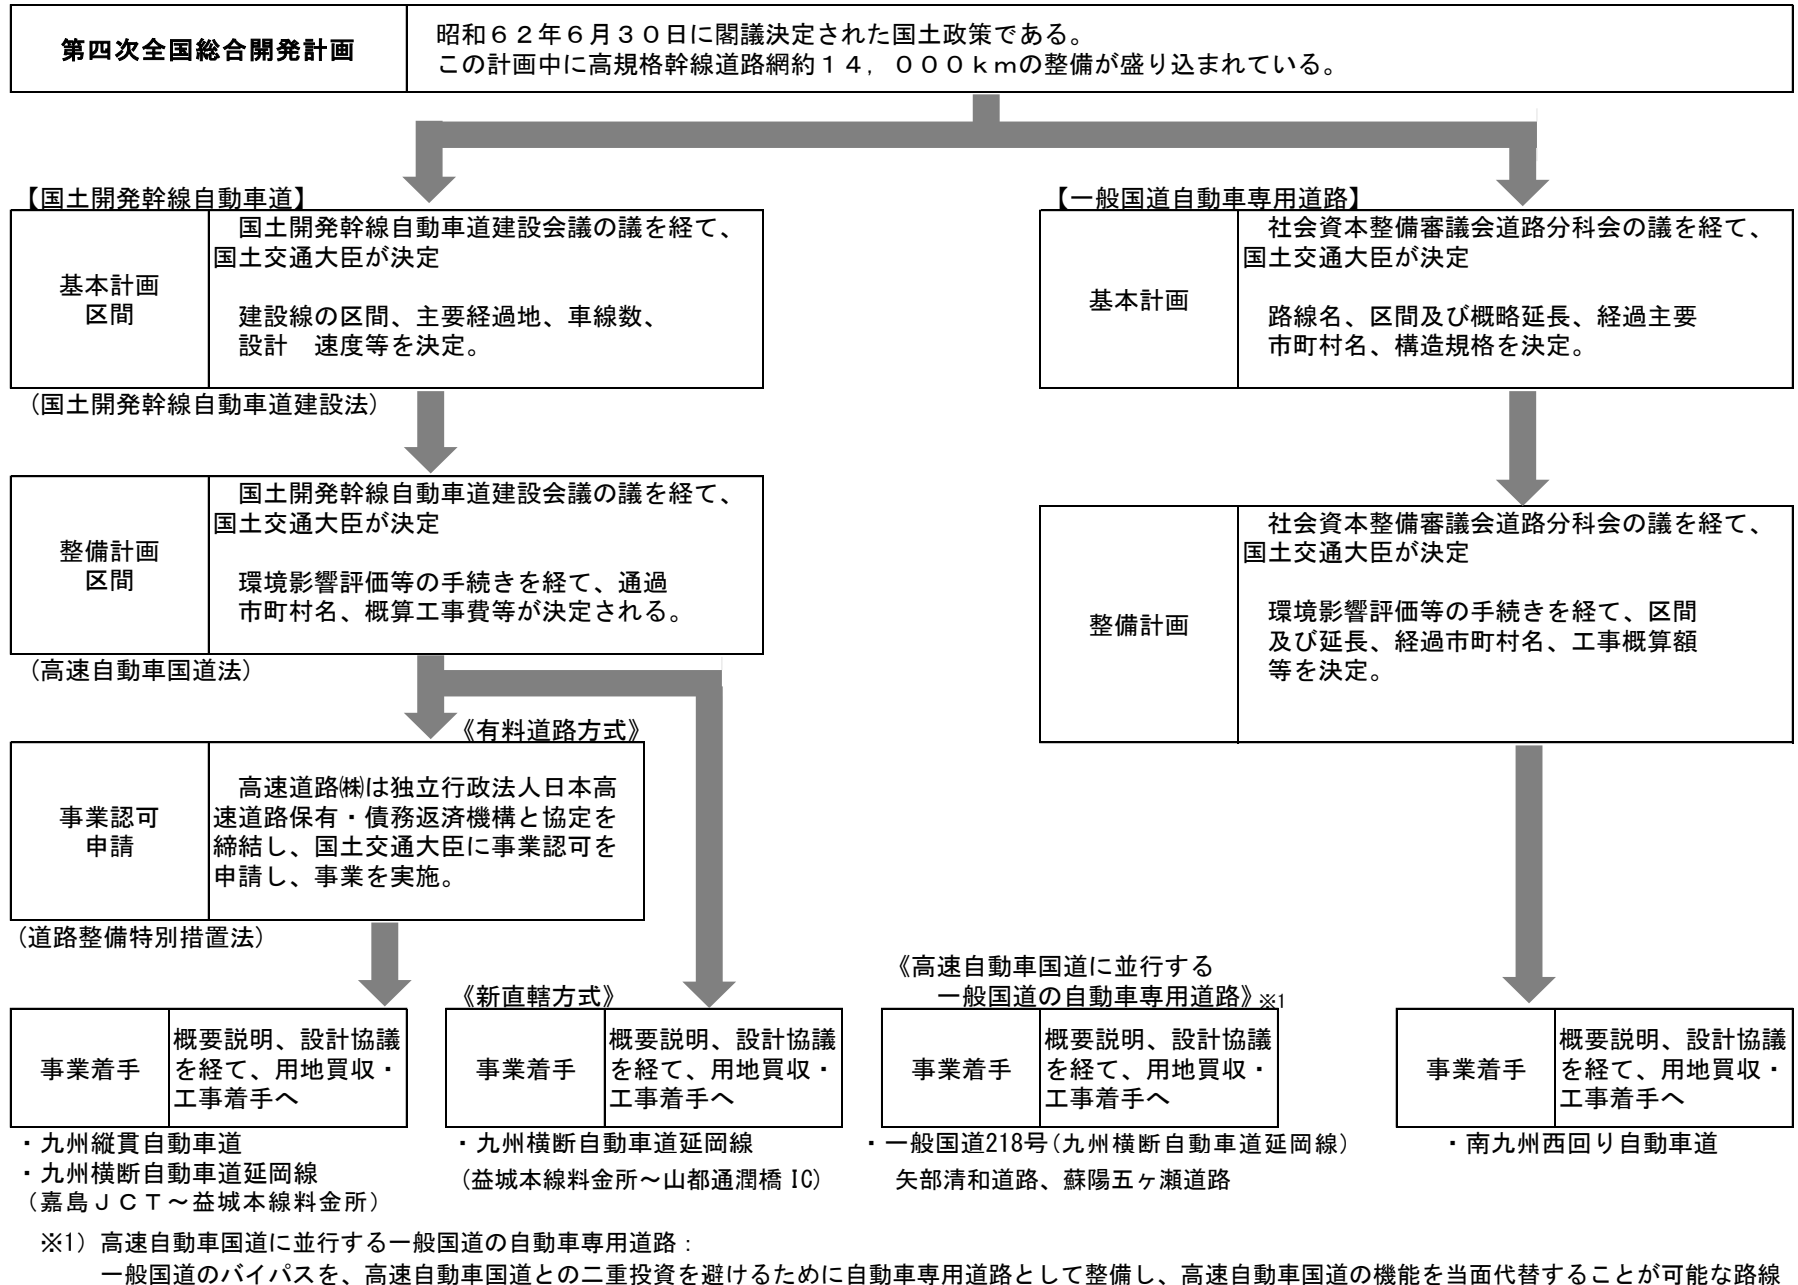 第四次全国総合開発計画
昭和６２年６月３０日に閣議決定された国土政策である。
この計画中に高規格幹線道路網約１４，０００ｋｍの整備が盛り込まれている。
【国土開発幹線自動車道】
基本計画
区間
国土開発幹線自動車道建設会議の議を経て、
国土交通大臣が決定
建設線の区間、主要経過地、車線数、
設計　速度等を決定。
（国土開発幹線自動車道建設法）
整備計画
区間
国土開発幹線自動車道建設会議の議を経て、
国土交通大臣が決定
環境影響評価等の手続きを経て、通過
市町村名、概算工事費等が決定される。
（高速自動車国道法）
《有料道路方式》
事業認可
申請
高速道路㈱は独立行政法人日本高
速道路保有・債務返済機構と協定を
締結し、国土交通大臣に事業認可を
申請し、事業を実施。
（道路整備特別措置法）
【一般国道自動車専用道路】
基本計画
社会資本整備審議会道路分科会の議を経て、
国土交通大臣が決定
路線名、区間及び概略延長、経過主要
市町村名、構造規格を決定。
整備計画
社会資本整備審議会道路分科会の議を経て、
国土交通大臣が決定
環境影響評価等の手続きを経て、区間
及び延長、経過市町村名、工事概算額
等を決定。
事業着手
概要説明、設計協議
を経て、用地買収・
工事着手へ
・九州縦貫自動車道
・九州横断自動車道延岡線
（嘉島ＪＣＴ～益城本線料金所）
《新直轄方式》
事業着手
概要説明、設計協議
を経て、用地買収・
工事着手へ
・九州横断自動車道延岡線
（益城本線料金所～山都通潤橋IC）
《高速自動車国道に並行する
一般国道の自動車専用道路》※1
事業着手
概要説明、設計協議
を経て、用地買収・
工事着手へ
・一般国道218号（九州横断自動車道延岡線）
矢部清和道路、蘇陽五ヶ瀬道路
事業着手
概要説明、設計協議
を経て、用地買収・
工事着手へ
・南九州西回り自動車道
※1）高速自動車国道に並行する一般国道の自動車専用道路：
一般国道のバイパスを、高速自動車国道との二重投資を避けるために自動車専用道路として整備し、高速自動車国道の機能を当面代替することが可能な路線